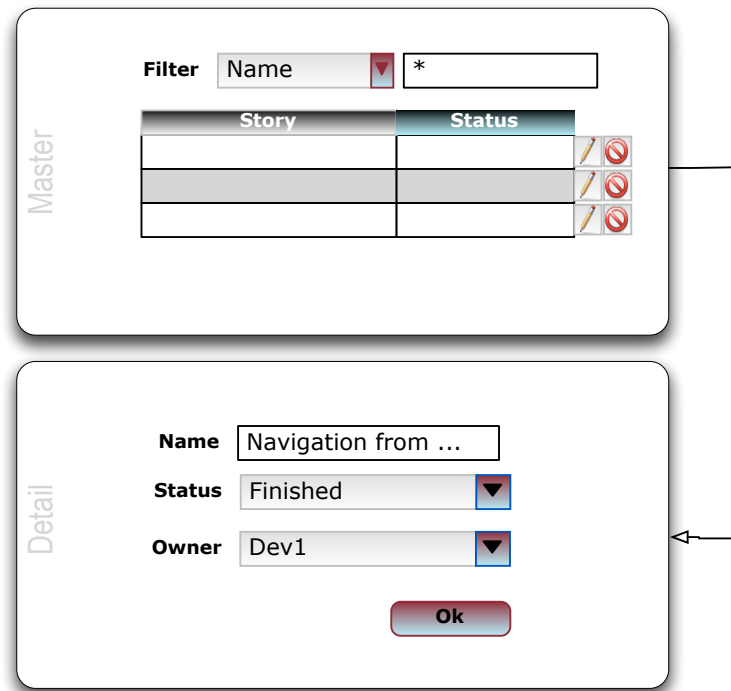 Master
Filter Name *
Story Status
Detail
Name Navigation from ...
Status Finished
Owner Dev1
Ok